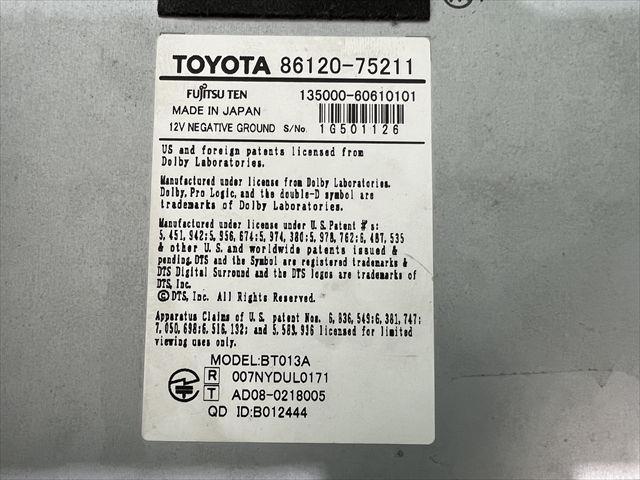 TOYOTA 86120-75211
FUJITSU TEN 135000-60610101
MADE IN JAPAN
12V NEGATIVE GROUND S/No. 1G501126
US and foreign patents licensed from
Dolby Laboratories.
Manufactured under license from Dolby Laboratories.
Dolby, Pro Logic, and the double-D symbol are
trademarks of Dolby Laboratories.
Manufactured under license under U.S. Patent #'s:
5,451,942;5,956,674;5,974,380;5,978,762;6,487,535
& other U.S. and worldwide patents issued &
pending. DTS and the Symbol are registered trademarks &
DTS Digital Surround and the DTS logos are trademarks of
DTS, Inc.
©DTS, Inc. All Rights Reserved.
Apparatus Claims of U.S. patent Nos. 6,836,549;6,381,747;
7,050,698;6,516,132; and 5,583,936 licensed for limited
viewing uses only.
MODEL:BT013A
R 007NYDUL0171
T AD08-0218005
QD ID:B012444